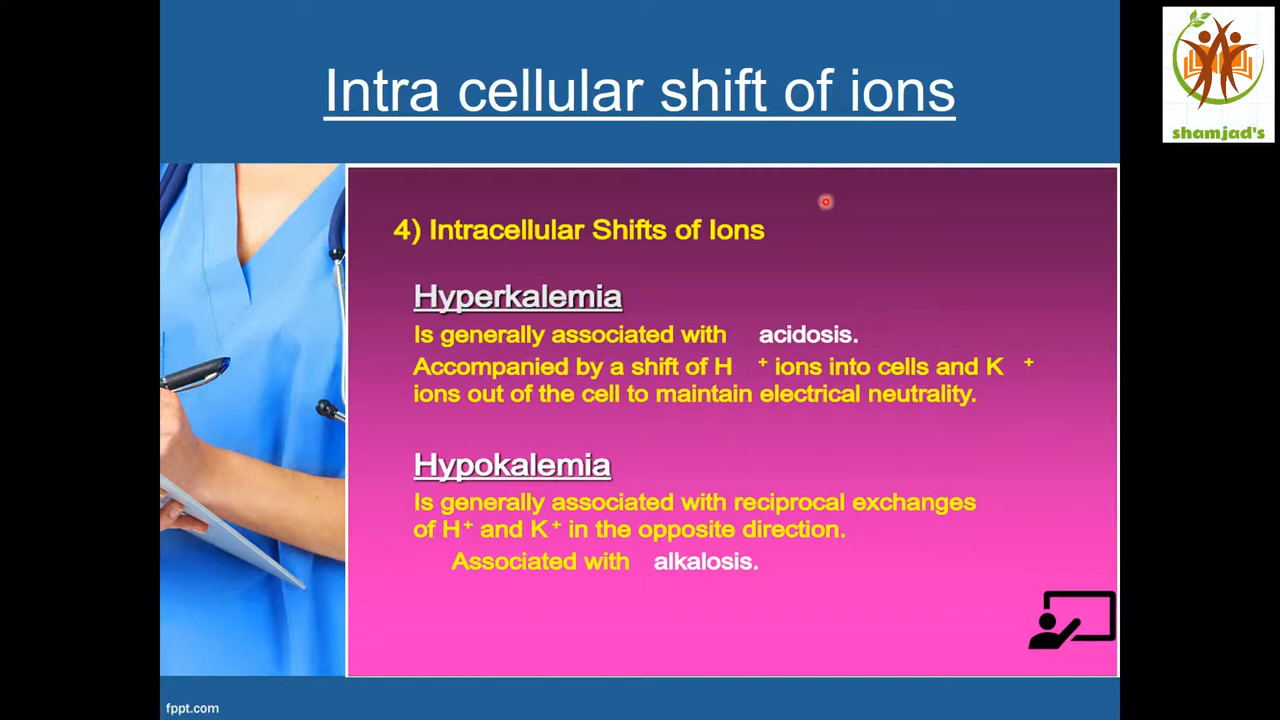 Intra cellular shift of ions
shamjad's
4) Intracellular Shifts of Ions
Hyperkalemia
Is generally associated with acidosis.
Accompanied by a shift of H + ions into cells and K +
ions out of the cell to maintain electrical neutrality.
Hypokalemia
Is generally associated with reciprocal exchanges
of H+ and K+ in the opposite direction.
Associated with alkalosis.
fppt.com